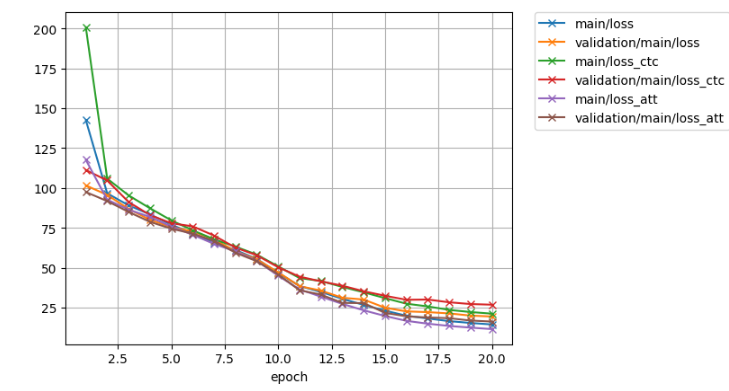 200
175
150
125
100
75
50
25
2.5 5.0 7.5 10.0 12.5 15.0 17.5 20.0
epoch
main/loss
validation/main/loss
main/loss_ctc
validation/main/loss_ctc
main/loss_att
validation/main/loss_att